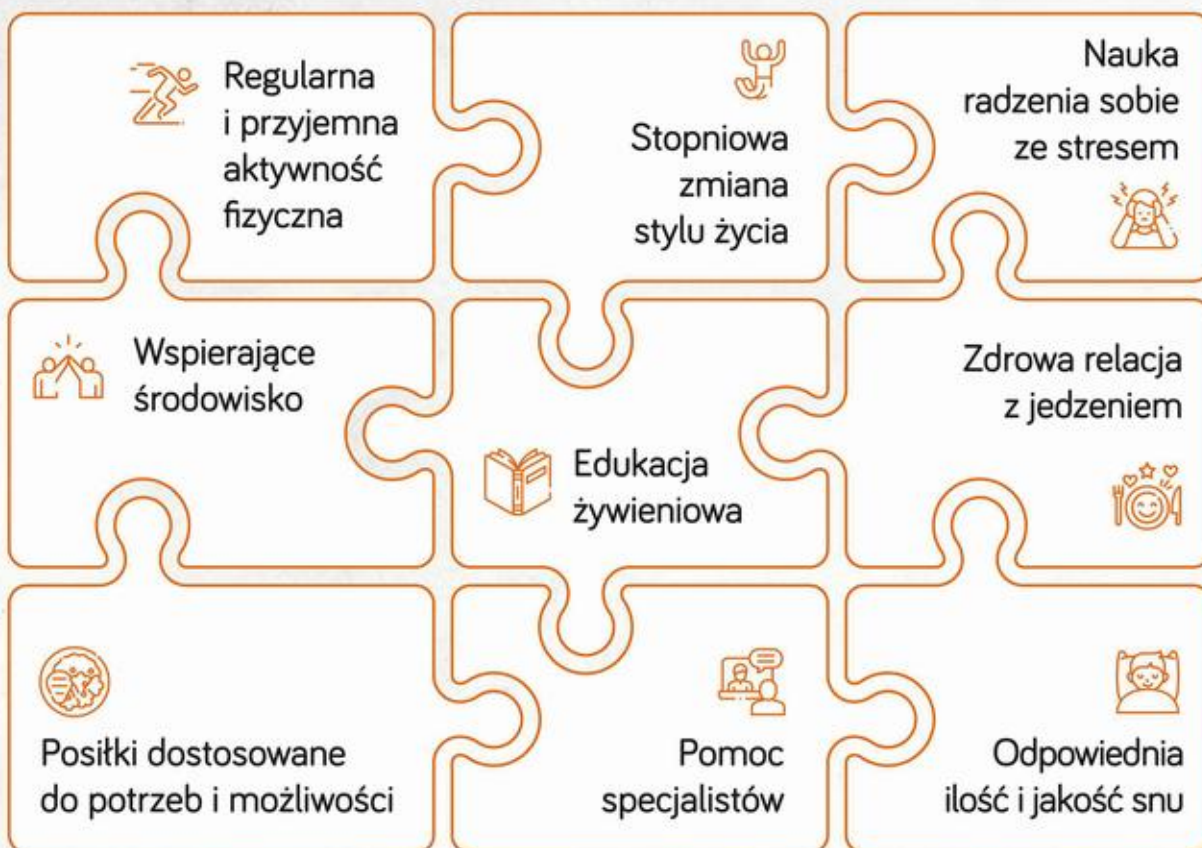 Regularna
i przyjemna
aktywność
fizyczna
Stopniowa
zmiana
stylu życia
Nauka
radzenia sobie
ze stresem
Wspierające
środowisko
Edukacja
żywieniowa
Zdrowa relacja
z jedzeniem
Posiłki dostosowane
do potrzeb i możliwości
Pomoc
specjalistów
Odpowiednia
ilość i jakość snu